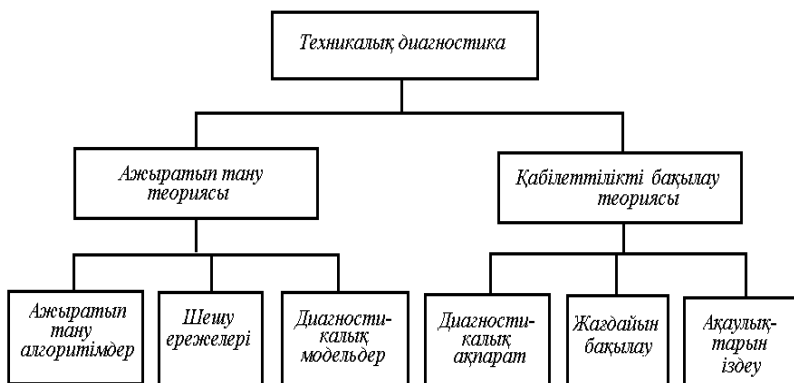 Техникалық диагностика
Ажыратып тану
теориясы
Қабілеттілікті бақылау
теориясы
Ажыратып
тану
алгоритімдер
Шешу
ережелері
Диагности-
калық
модельдер
Диагности-
калық
ақпарат
Жағдайын
бақылау
Ақаулық-
тарын
іздеу